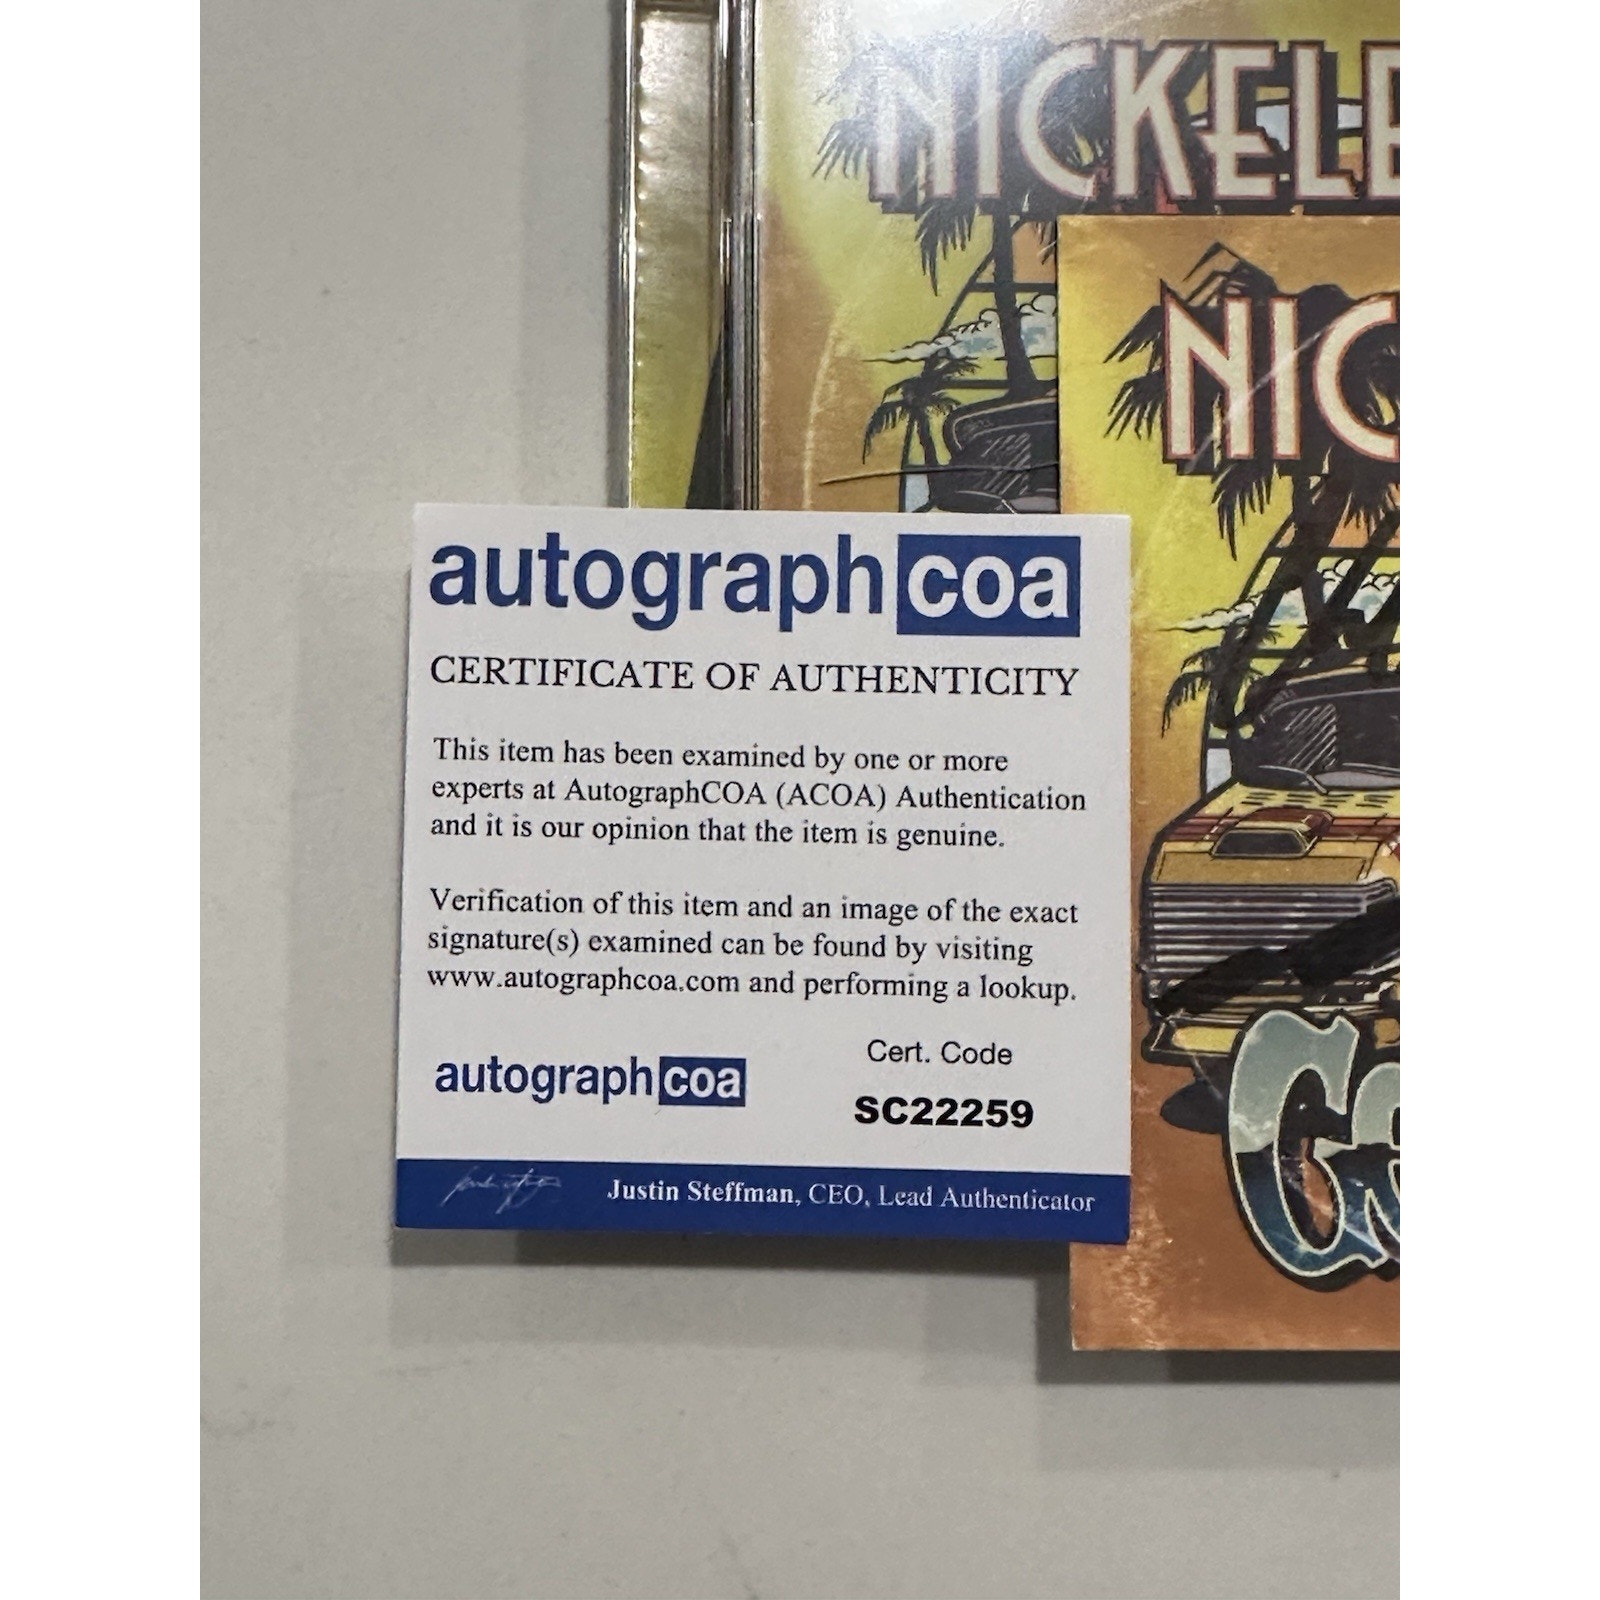 NICKELE
NIC
autographcoa
CERTIFICATE OF AUTHENTICITY
This item has been examined by one or more
experts at AutographCOA (ACOA) Authentication
and it is our opinion that the item is genuine.
Verification of this item and an image of the exact
signature(s) examined can be found by visiting
www.autographcoa.com and performing a lookup.
autographcoa
Cert. Code
SC22259
Justin Steffman, CEO, Lead Authenticator